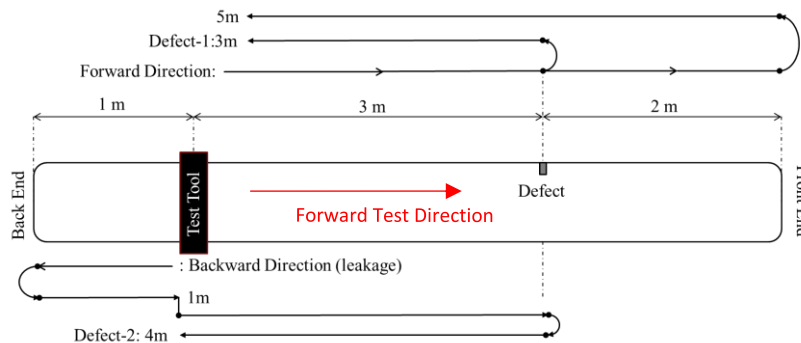 5m
Defect-1:3m
Forward Direction:
1 m
3 m
2 m
Back End
Test Tool
Defect
Forward Test Direction
: Backward Direction (leakage)
1m
Defect-2: 4m